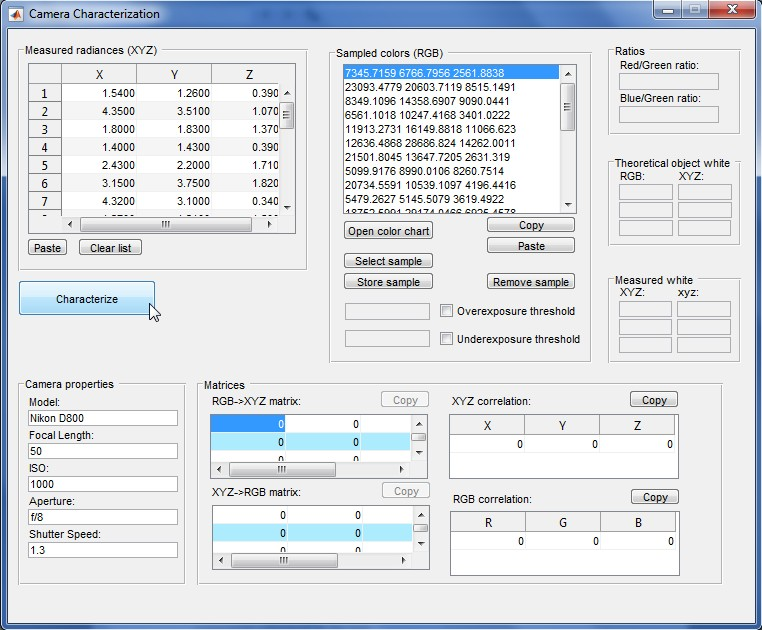 Camera Characterization
Measured radiances (XYZ)
X Y Z
1 1.5400 1.2600 0.390
2 4.3500 3.5100 1.070
3 1.8000 1.8300 1.370
4 1.4000 1.4300 0.390
5 2.4300 2.2000 1.710
6 3.1500 3.7500 1.820
7 4.3200 3.1000 0.340
Paste Clear list
Characterize
Sampled colors (RGB)
7345.7159 6766.7956 2561.8838
23093.4779 20603.7119 8515.1491
8349.1096 14358.6907 9090.0441
6561.1018 10247.4168 3401.0222
11913.2731 16149.8818 11066.623
12636.4868 28686.824 14262.0011
21501.8045 13647.7205 2631.319
5099.9176 8990.0106 8260.7514
20734.5591 10539.1097 4196.4416
5479.2627 5145.5079 3619.4922
18752.5991 29174.0466 6925.4578
Open color chart Copy
Paste
Select sample
Store sample Remove sample
Overexposure threshold
Underexposure threshold
Ratios
Red/Green ratio:
Blue/Green ratio:
Theoretical object white
RGB: XYZ:
Measured white
XYZ: xyz:
Camera properties
Model:
Nikon D800
Focal Length:
50
ISO:
1000
Aperture:
f/8
Shutter Speed:
1.3
Matrices
RGB->XYZ matrix: Copy
0 0
0 0
0 0
XYZ->RGB matrix: Copy
0 0
0 0
0 0
XYZ correlation: Copy
X Y Z
0 0 0
RGB correlation: Copy
R G B
0 0 0